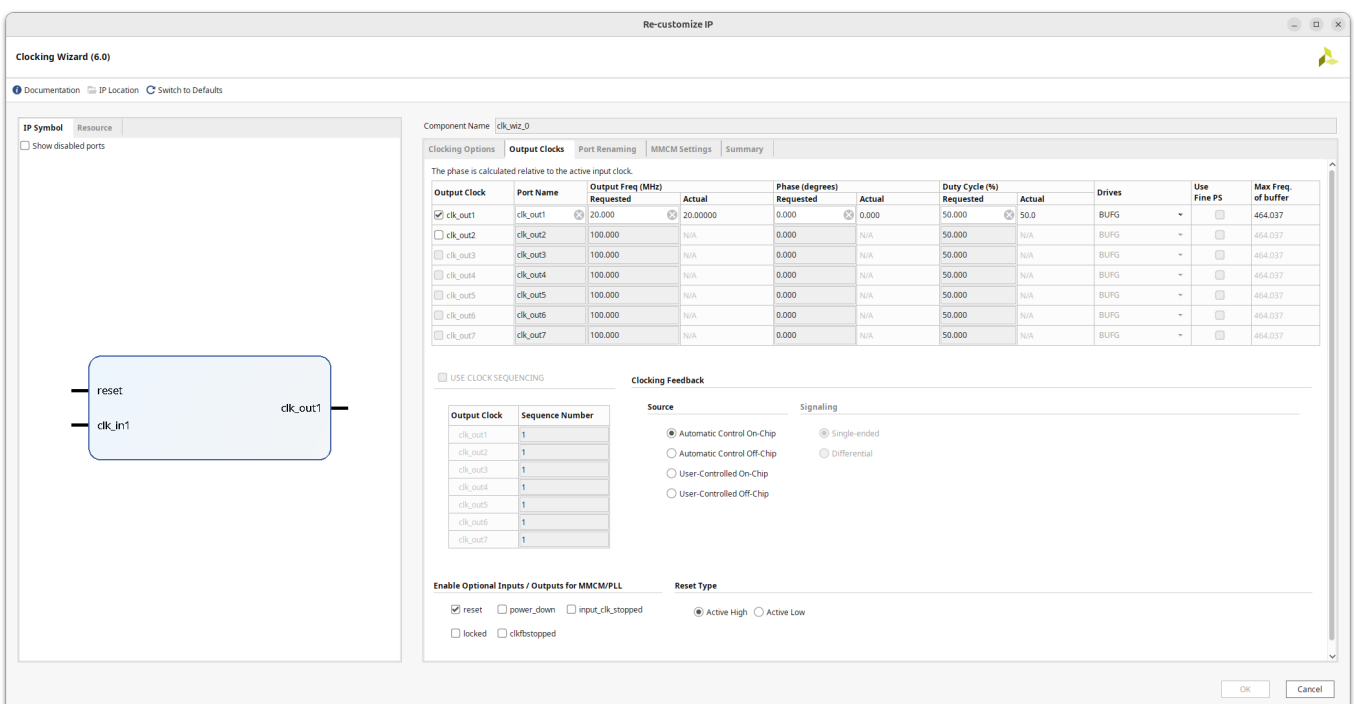 Re-customize IP
Clocking Wizard (6.0)
Documentation IP Location Switch to Defaults
IP Symbol Resource
Show disabled ports
reset
clk_in1
clk_out1
Component Name clk_wiz_0
Clocking Options Output Clocks Port Renaming MMCM Settings Summary
The phase is calculated relative to the active input clock.
Output Clock Port Name Output Freq (MHz) Phase (degrees) Duty Cycle (%) Drives Use Fine PS Max Freq. of buffer
Requested Actual Requested Actual Requested Actual
clk_out1 clk_out1 20.000 20.00000 0.000 0.000 50.000 50.0 BUFG 464.037
clk_out2 clk_out2 100.000 N/A 0.000 N/A 50.000 N/A BUFG 464.037
clk_out3 clk_out3 100.000 N/A 0.000 N/A 50.000 N/A BUFG 464.037
clk_out4 clk_out4 100.000 N/A 0.000 N/A 50.000 N/A BUFG 464.037
clk_out5 clk_out5 100.000 N/A 0.000 N/A 50.000 N/A BUFG 464.037
clk_out6 clk_out6 100.000 N/A 0.000 N/A 50.000 N/A BUFG 464.037
clk_out7 clk_out7 100.000 N/A 0.000 N/A 50.000 N/A BUFG 464.037
USE CLOCK SEQUENCING
Output Clock Sequence Number
clk_out1 1
clk_out2 1
clk_out3 1
clk_out4 1
clk_out5 1
clk_out6 1
clk_out7 1
Clocking Feedback
Source Signaling
Automatic Control On-Chip Single-ended
Automatic Control Off-Chip Differential
User-Controlled On-Chip
User-Controlled Off-Chip
Enable Optional Inputs / Outputs for MMCM/PLL
reset power_down input_clk_stopped
locked clkfbstopped
Reset Type
Active High Active Low
OK Cancel